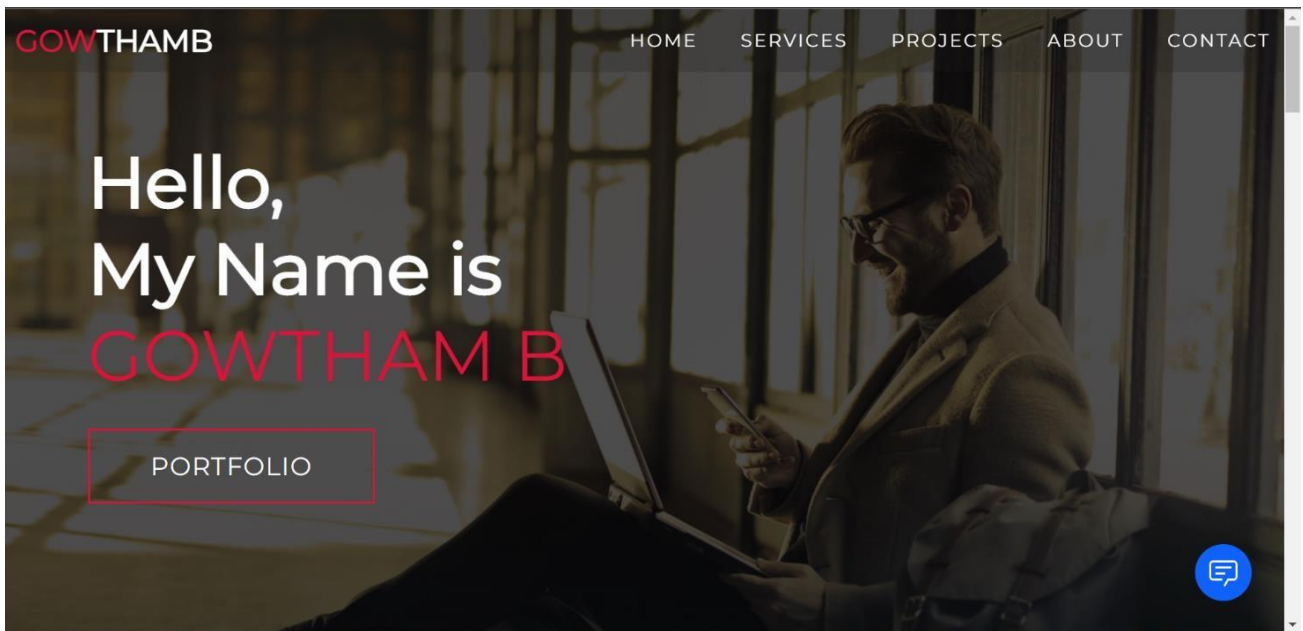 GOWTHAMB
HOME SERVICES PROJECTS ABOUT CONTACT
Hello,
My Name is
GOWTHAM B
PORTFOLIO